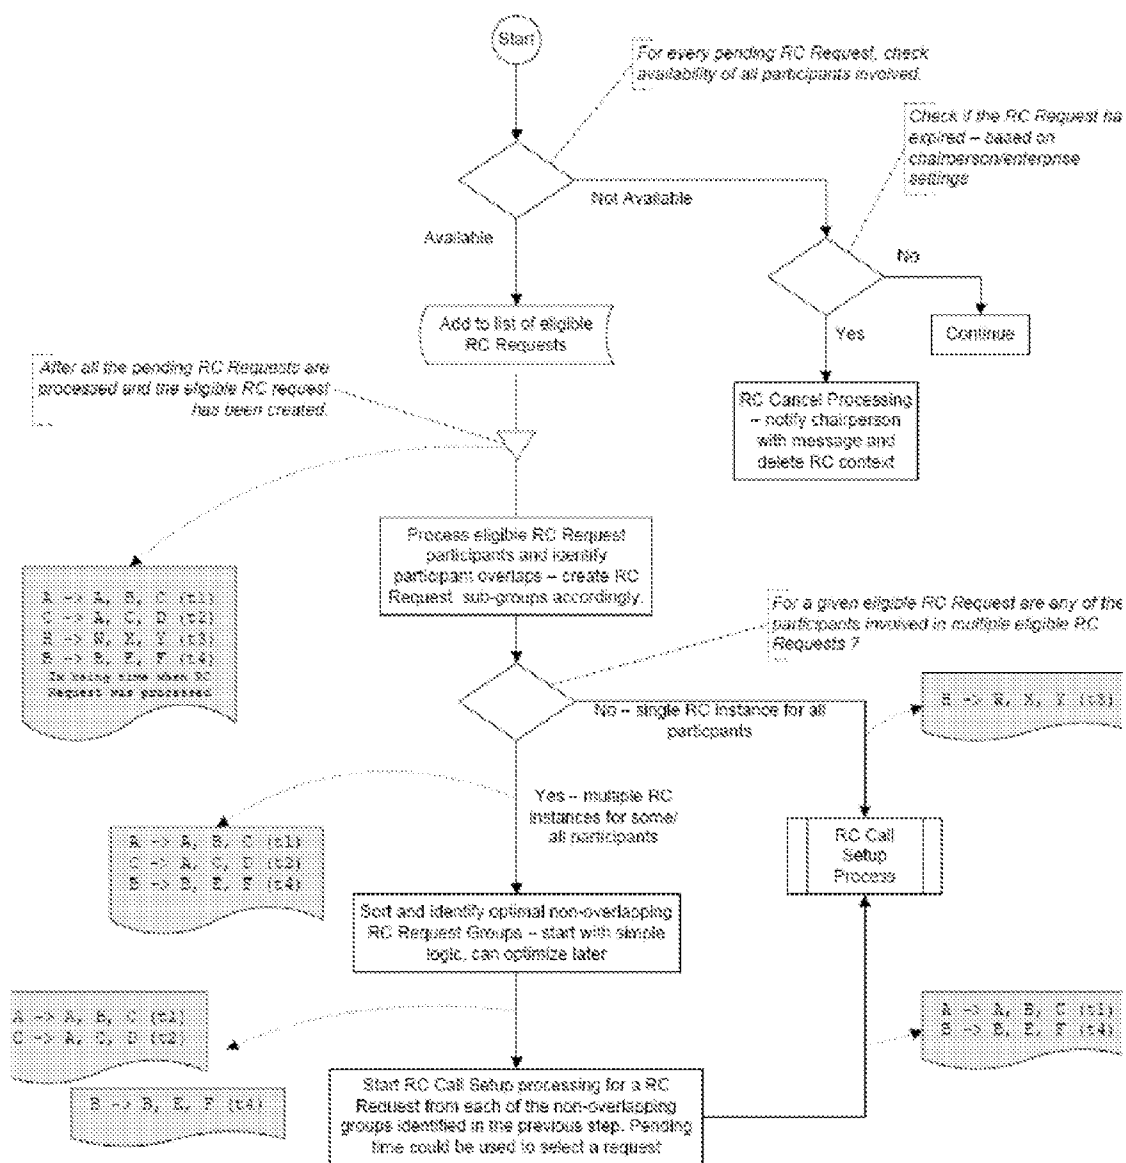 Start
For every pending RC Request, check
availability of all participants involved.
Check if the RC Request ha
expired – based on
chairperson/enterprise
settings
Not Available
Available
No
Yes
Continue
Add to list of eligible
RC Requests
After all the pending RC Requests are
processed and the eligible RC request
has been created.
RC Cancel Processing
– notify chairperson
with message and
delete RC context
Process eligible RC Request
participants and identify
participant overlaps – create RC
Request sub-groups accordingly.
A -> A, B, C (t1)
C -> A, C, D (t2)
(t3)
B -> B, E, F (t4)
being time when RC
Request was processed
For a given eligible RC Request are any of the
participants involved in multiple eligible RC
Requests ?
No – single RC instance for all
participants
(t3)
Yes – multiple RC
instances for some/
all participants
A -> A, B, C (t1)
C -> A, C, D (t2)
B -> B, E, F (t4)
RC Call
Setup
Process
Sort and identify optimal non-overlapping
RC Request Groups – start with simple
logic, can optimize later
A -> A, B, C (t1)
C -> A, C, D (t2)
B -> B, E, F (t4)
A -> A, B, C (t1)
B -> B, E, F (t4)
Start RC Call Setup processing for a RC
Request from each of the non-overlapping
groups identified in the previous step. Pending
time could be used to select a request